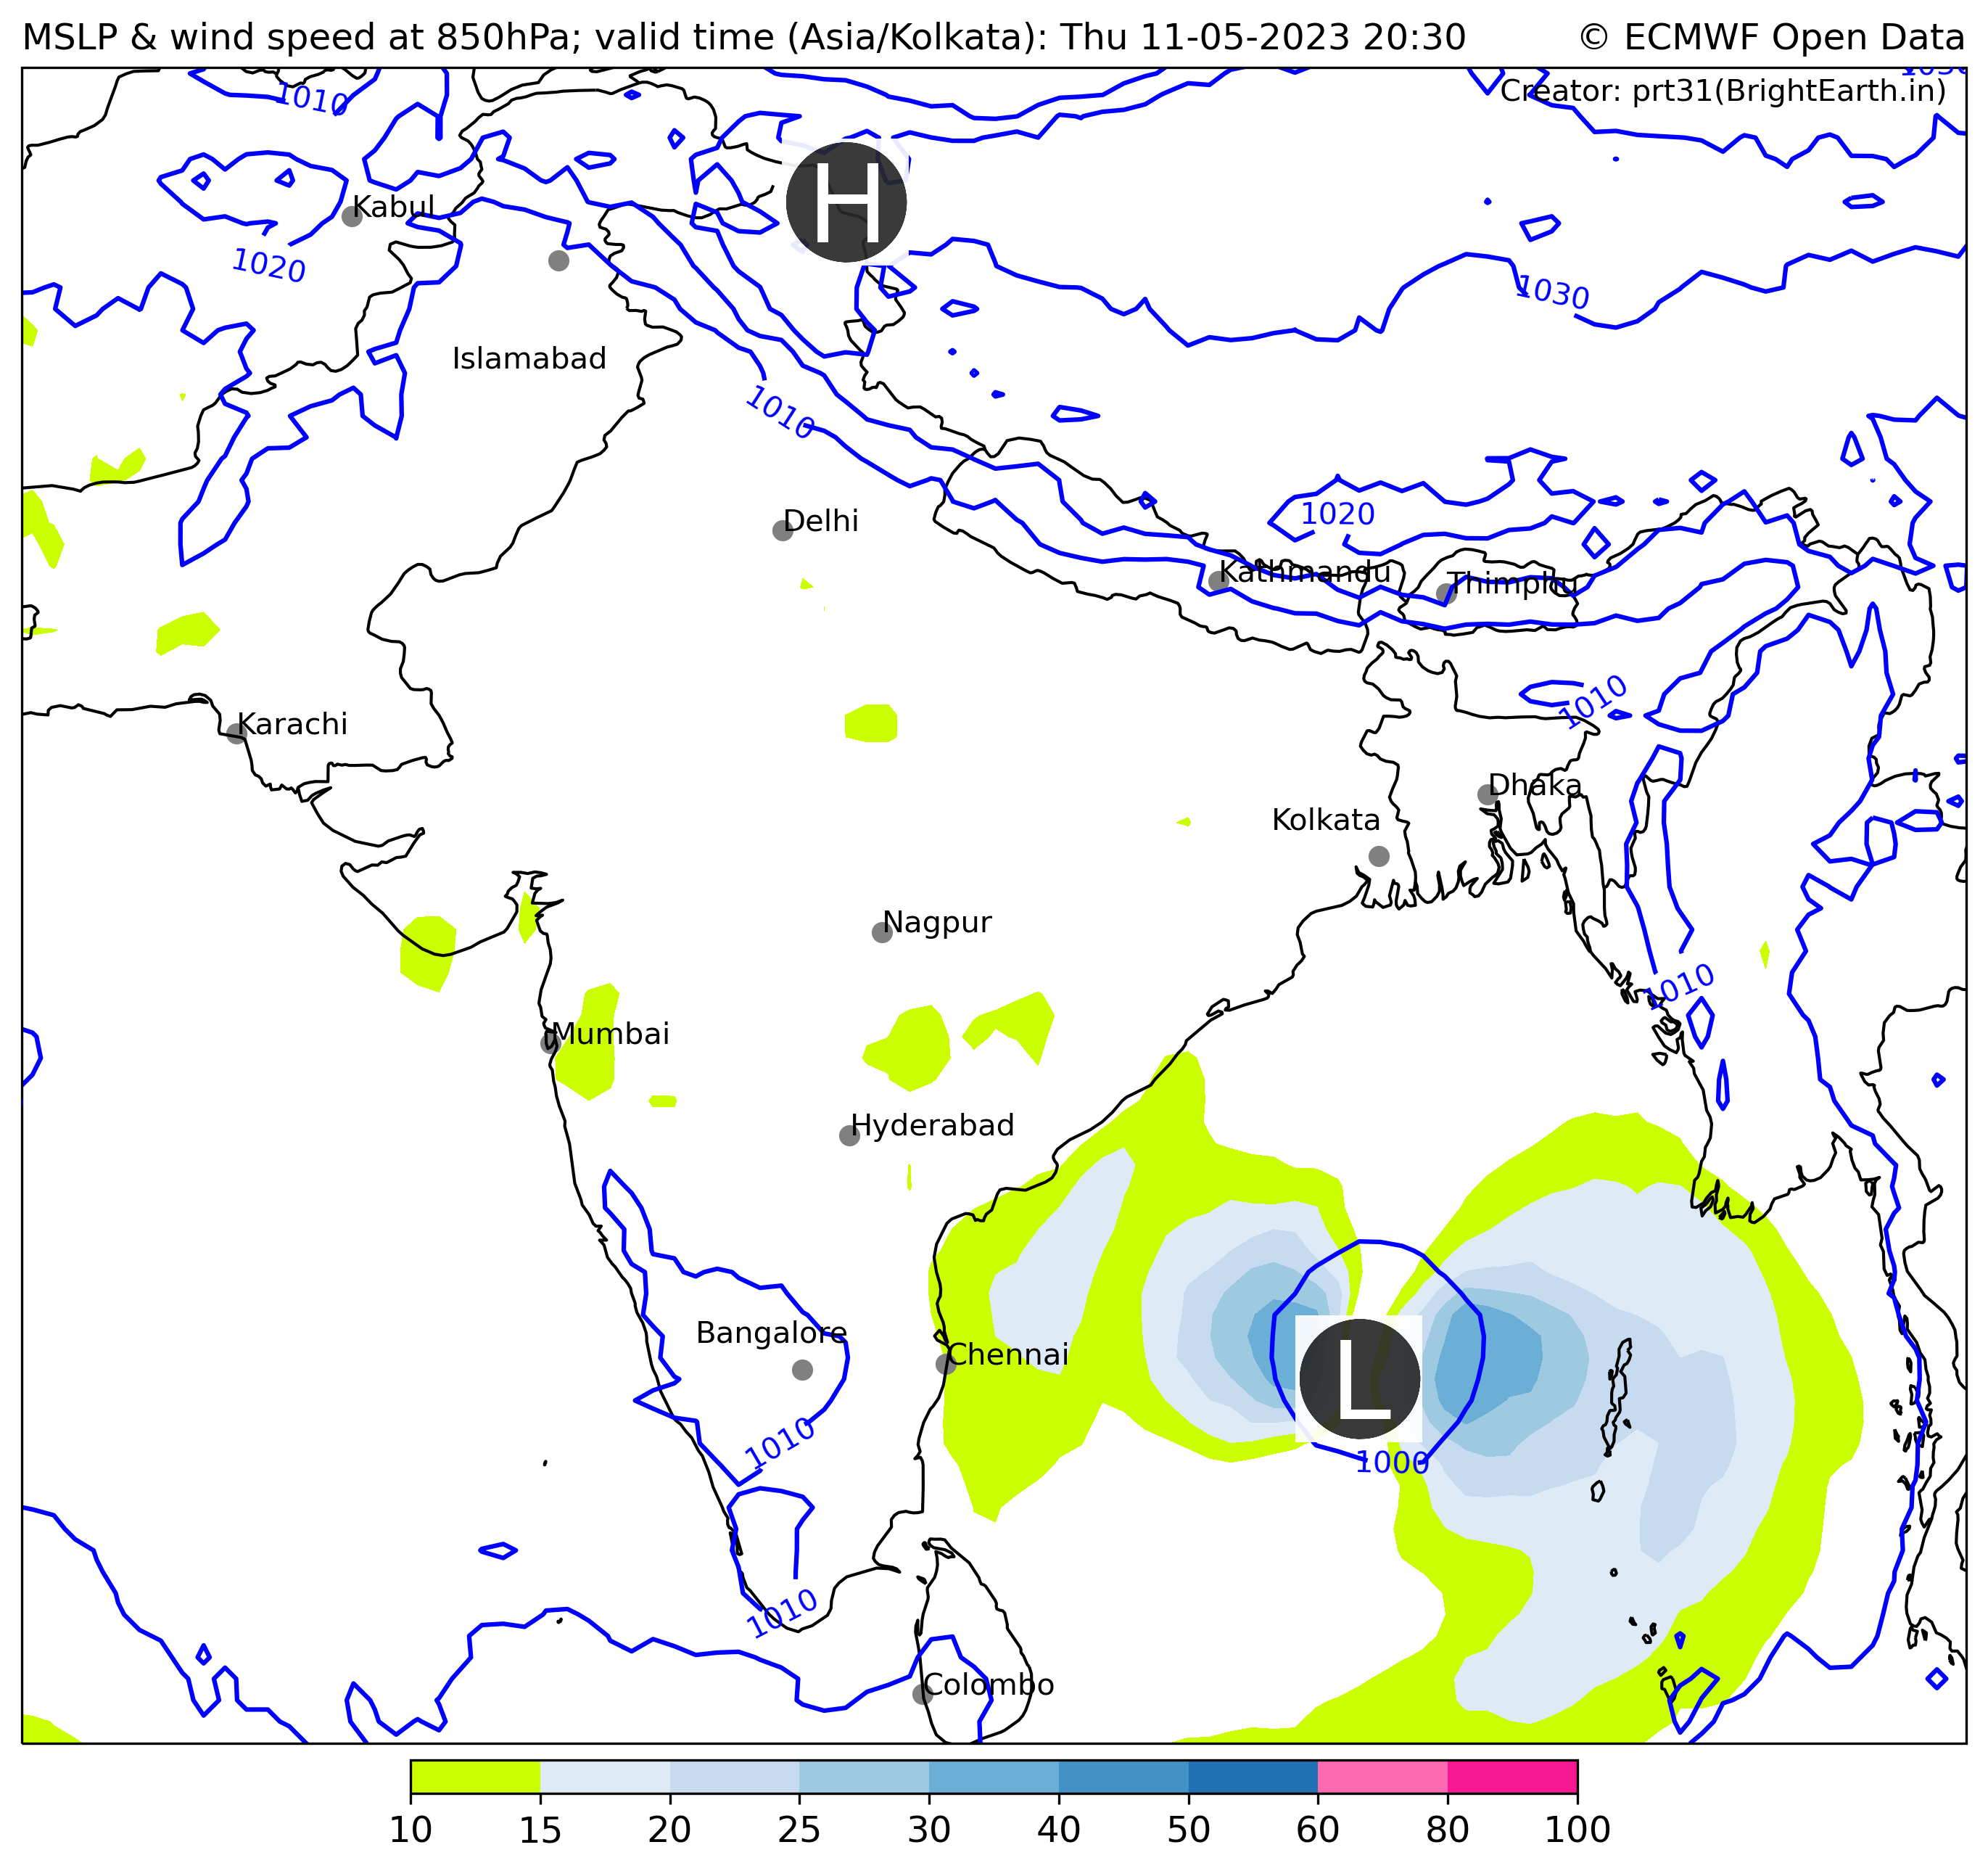 MSLP & wind speed at 850hPa; valid time (Asia/Kolkata): Thu 11-05-2023 20:30
© ECMWF Open Data
1030
Creator: prt31(BrightEarth.in)
1010
H
Kabul
1020
1030
Islamabad
1010
Delhi
1020
Kathmandu
Thimphu
1010
Karachi
Dhaka
Kolkata
Nagpur
1010
Mumbai
Hyderabad
Bangalore
Chennai
L
1010
1000
1010
Colombo
10 15 20 25 30 40 50 60 80 100